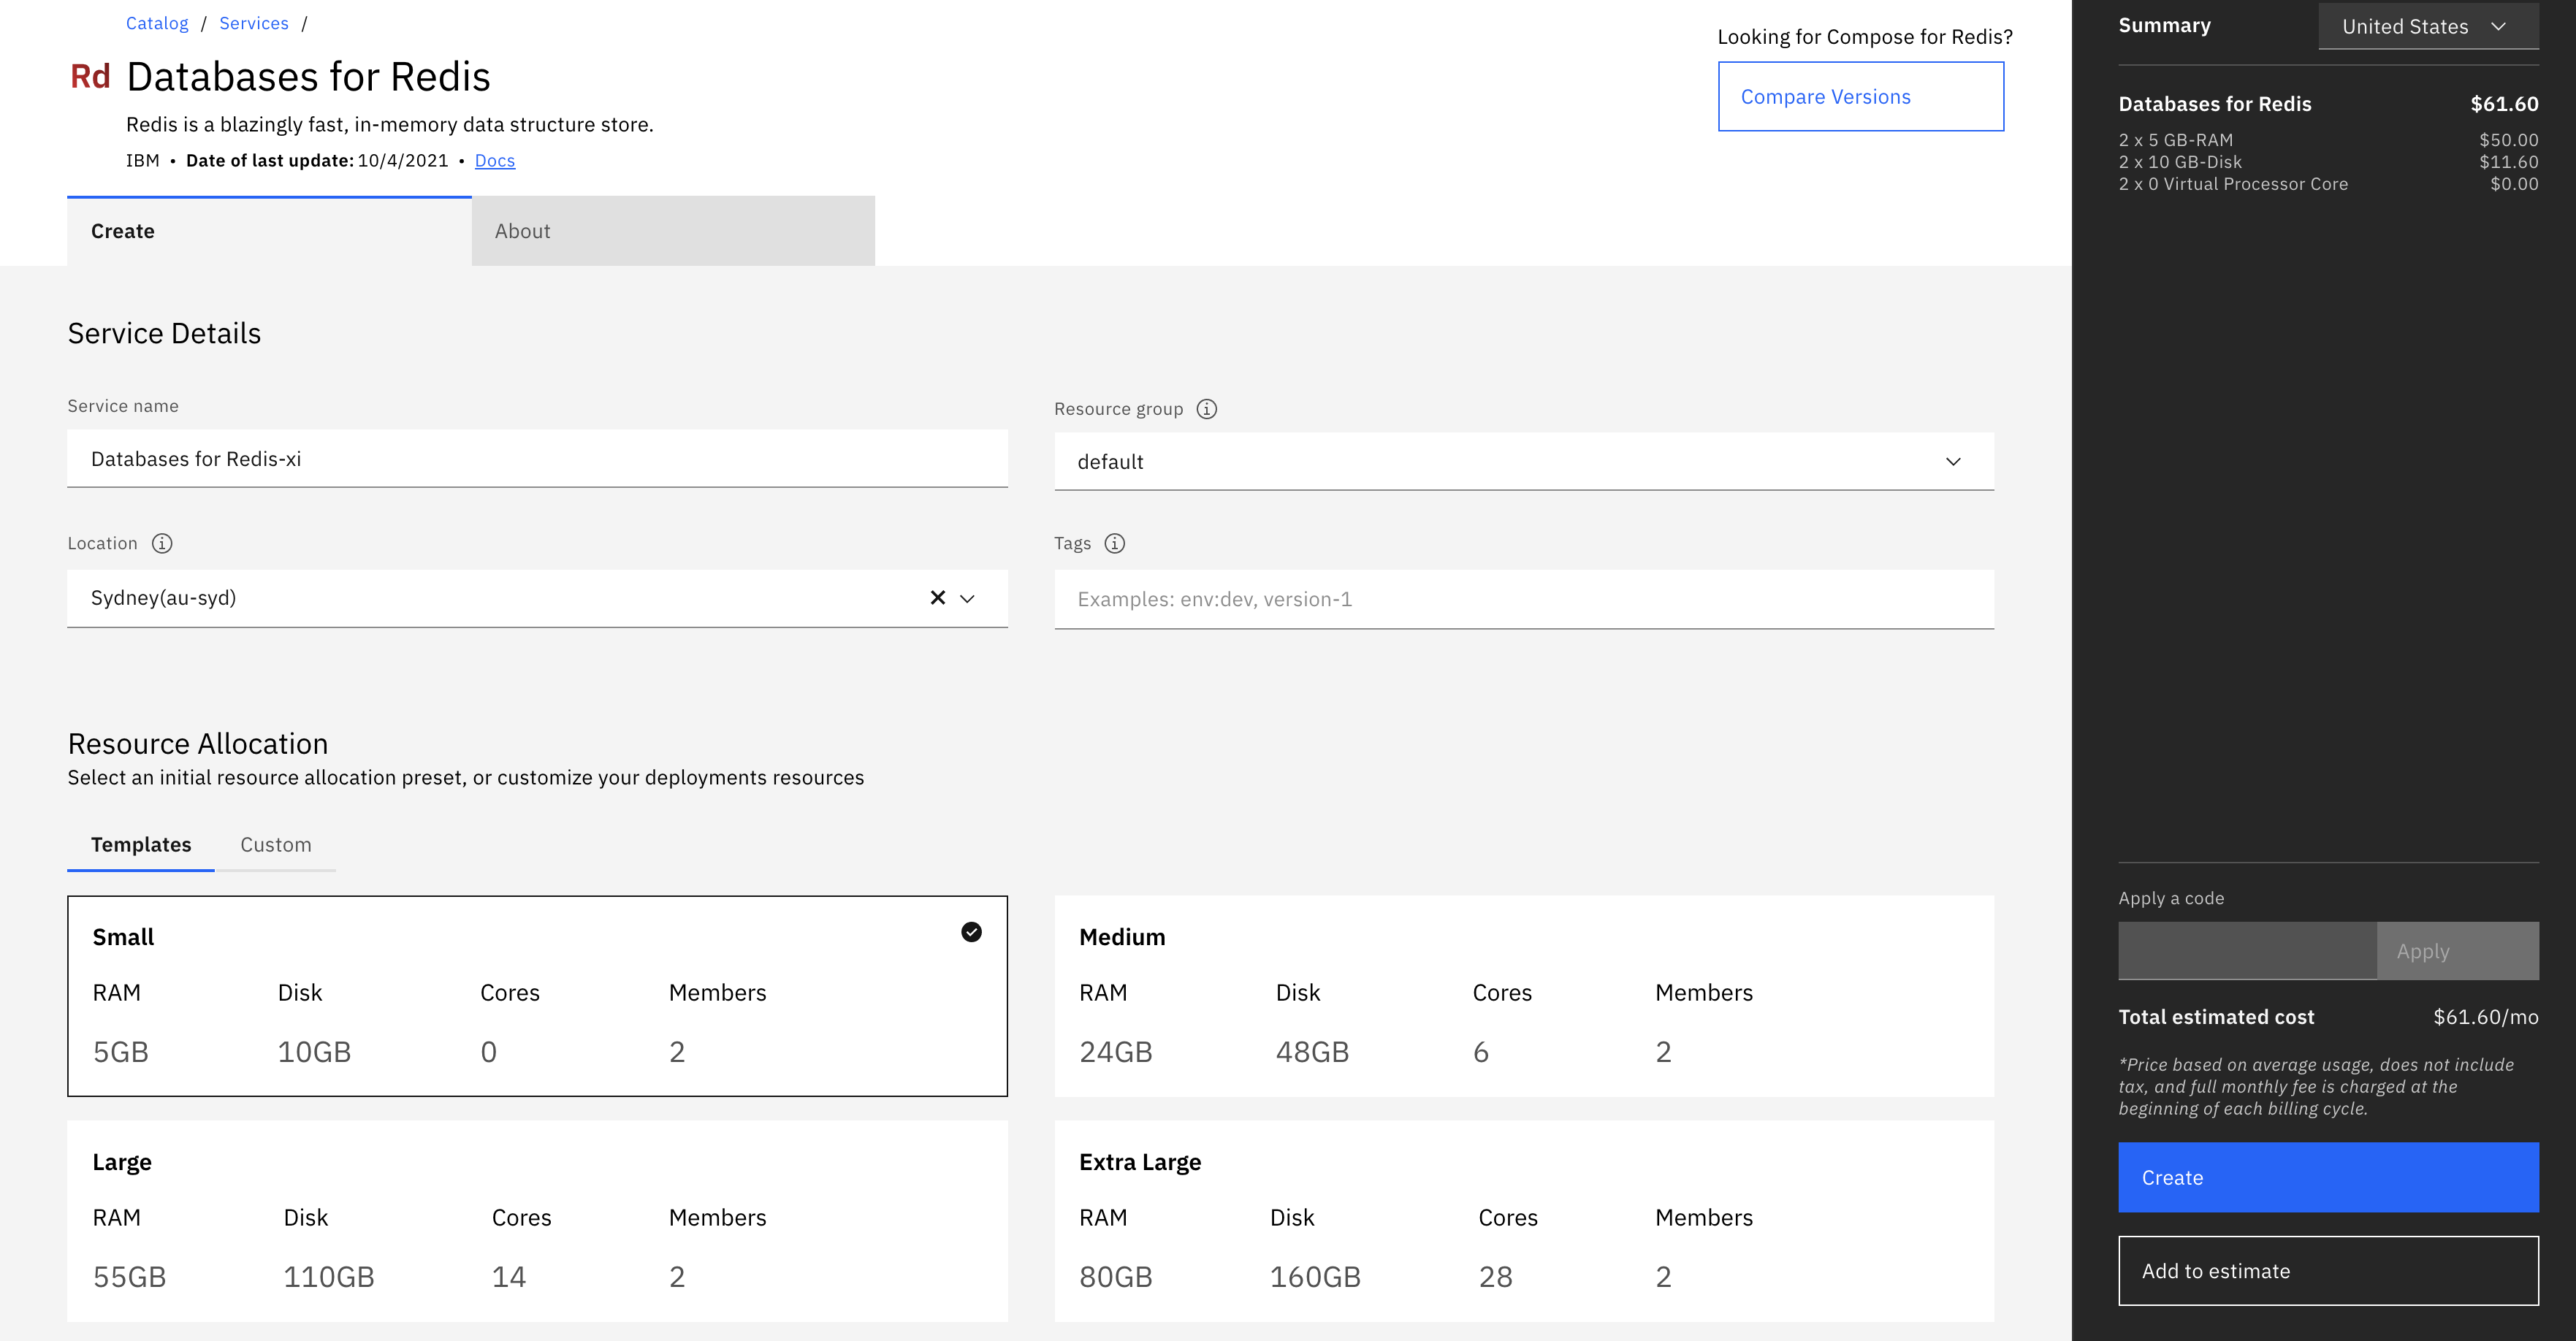 Catalog / Services /
Rd Databases for Redis
Redis is a blazingly fast, in-memory data structure store.
IBM • Date of last update: 10/4/2021 • Docs
Looking for Compose for Redis?
Compare Versions
Create
About
Service Details
Service name
Databases for Redis-xi
Resource group
default
Location
Sydney(au-syd)
Tags
Examples: env:dev, version-1
Resource Allocation
Select an initial resource allocation preset, or customize your deployments resources
Templates
Custom
Small
RAM Disk Cores Members
5GB 10GB 0 2
Medium
RAM Disk Cores Members
24GB 48GB 6 2
Large
RAM Disk Cores Members
55GB 110GB 14 2
Extra Large
RAM Disk Cores Members
80GB 160GB 28 2
Summary
United States
Databases for Redis $61.60
2 x 5 GB-RAM $50.00
2 x 10 GB-Disk $11.60
2 x 0 Virtual Processor Core $0.00
Apply a code
Apply
Total estimated cost $61.60/mo
*Price based on average usage, does not include
tax, and full monthly fee is charged at the
beginning of each billing cycle.
Create
Add to estimate